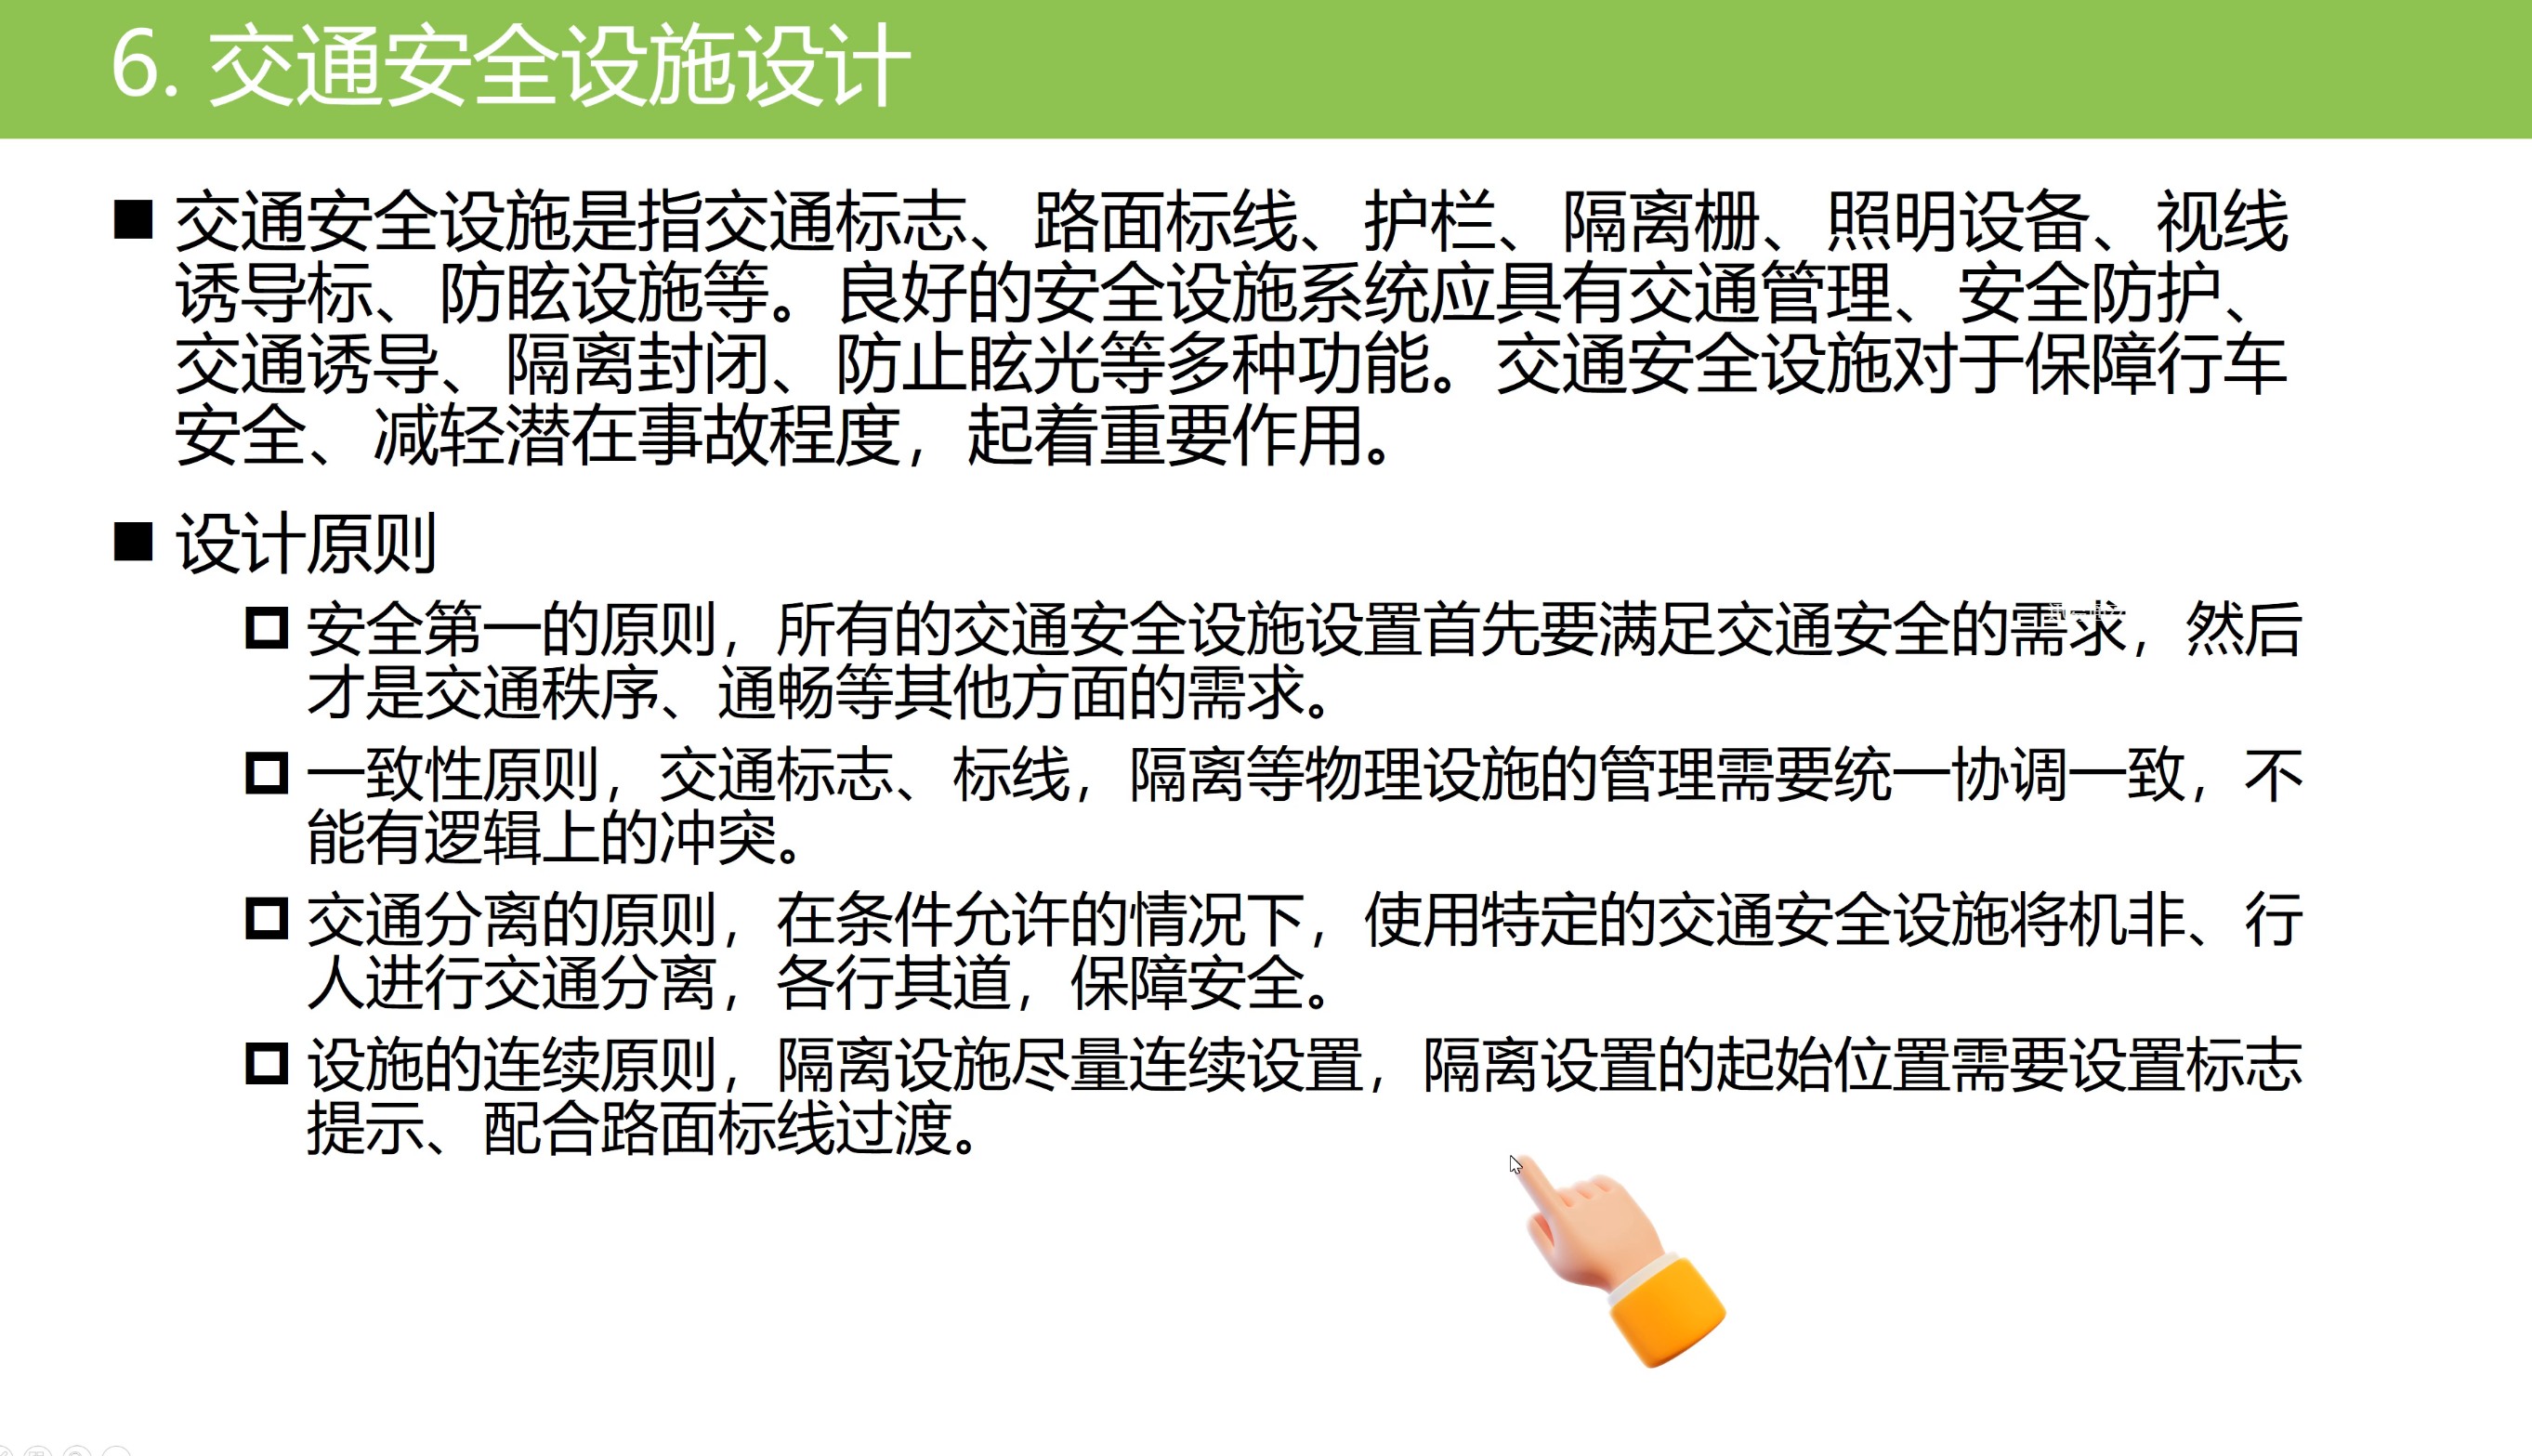 6. 交通安全设施设计
■ 交通安全设施是指交通标志、路面标线、护栏、隔离栅、照明设备、视线
诱导标、防眩设施等。良好的安全设施系统应具有交通管理、安全防护、
交通诱导、隔离封闭、防止眩光等多种功能。交通安全设施对于保障行车
安全、减轻潜在事故程度，起着重要作用。
■ 设计原则
安全第一的原则，所有的交通安全设施设置首先要满足交通安全的需求，然后
才是交通秩序、通畅等其他方面的需求。
一致性原则，交通标志、标线，隔离等物理设施的管理需要统一协调一致，不
能有逻辑上的冲突。
交通分离的原则，在条件允许的情况下，使用特定的交通安全设施将机非、行
人进行交通分离，各行其道，保障安全。
设施的连续原则，隔离设施尽量连续设置，隔离设置的起始位置需要设置标志
提示、配合路面标线过渡。